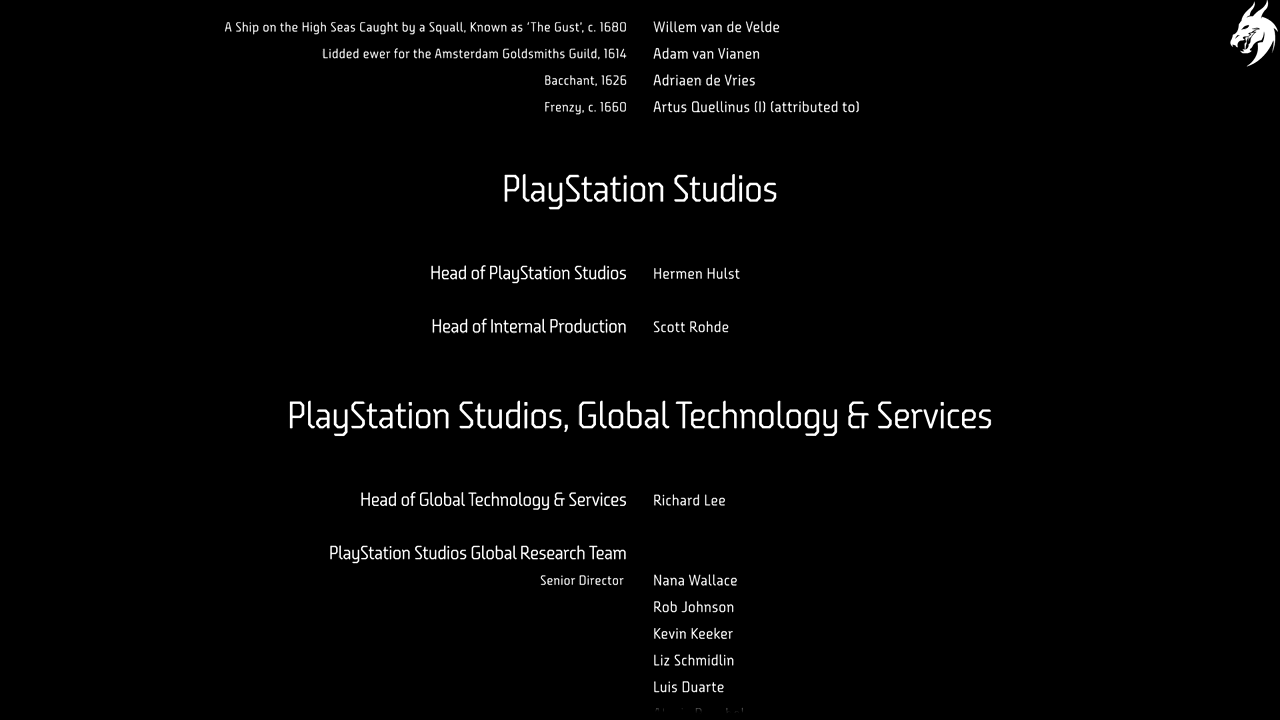 A Ship on the High Seas Caught by a Squall, Known as ‘The Gust’, c. 1680 Willem van de Velde
Lidded ewer for the Amsterdam Goldsmiths Guild, 1614 Adam van Vianen
Bacchant, 1626 Adriaen de Vries
Frenzy, c. 1660 Artus Quellinus (I) (attributed to)
PlayStation Studios
Head of PlayStation Studios Hermen Hulst
Head of Internal Production Scott Rohde
PlayStation Studios, Global Technology & Services
Head of Global Technology & Services Richard Lee
PlayStation Studios Global Research Team
Senior Director Nana Wallace
Rob Johnson
Kevin Keeker
Liz Schmidlin
Luis Duarte